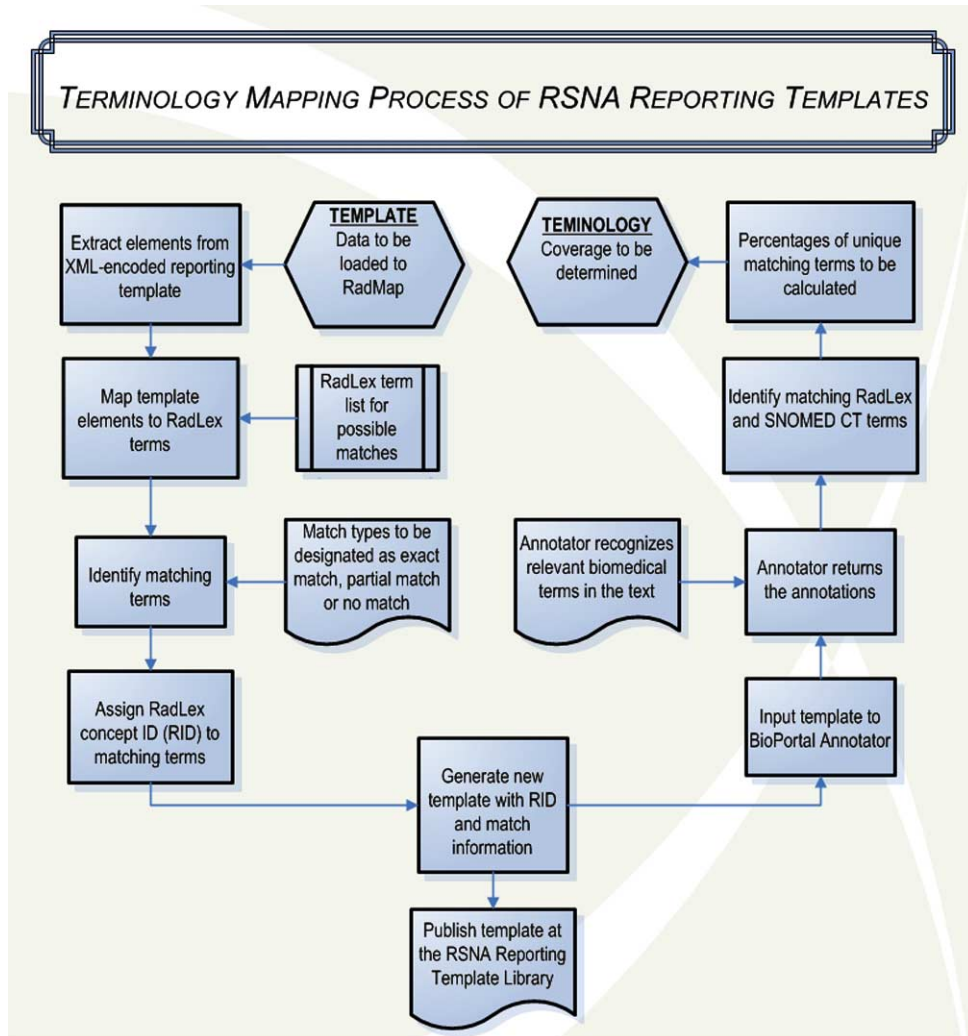 TERMINOLOGY MAPPING PROCESS OF RSNA REPORTING TEMPLATES
Extract elements from
XML-encoded reporting
template
TEMPLATE
Data to be
loaded to
RadMap
TEMINOLOGY
Coverage to be
determined
Percentages of unique
matching terms to be
calculated
Map template
elements to RadLex
terms
RadLex term
list for
possible
matches
Identify matching RadLex
and SNOMED CT terms
Identify matching
terms
Match types to be
designated as exact
match, partial match
or no match
Annotator recognizes
relevant biomedical
terms in the text
Annotator returns
the annotations
Assign RadLex
concept ID (RID) to
matching terms
Generate new
template with RID
and match
information
Input template to
BioPortal Annotator
Publish template at
the RSNA Reporting
Template Library